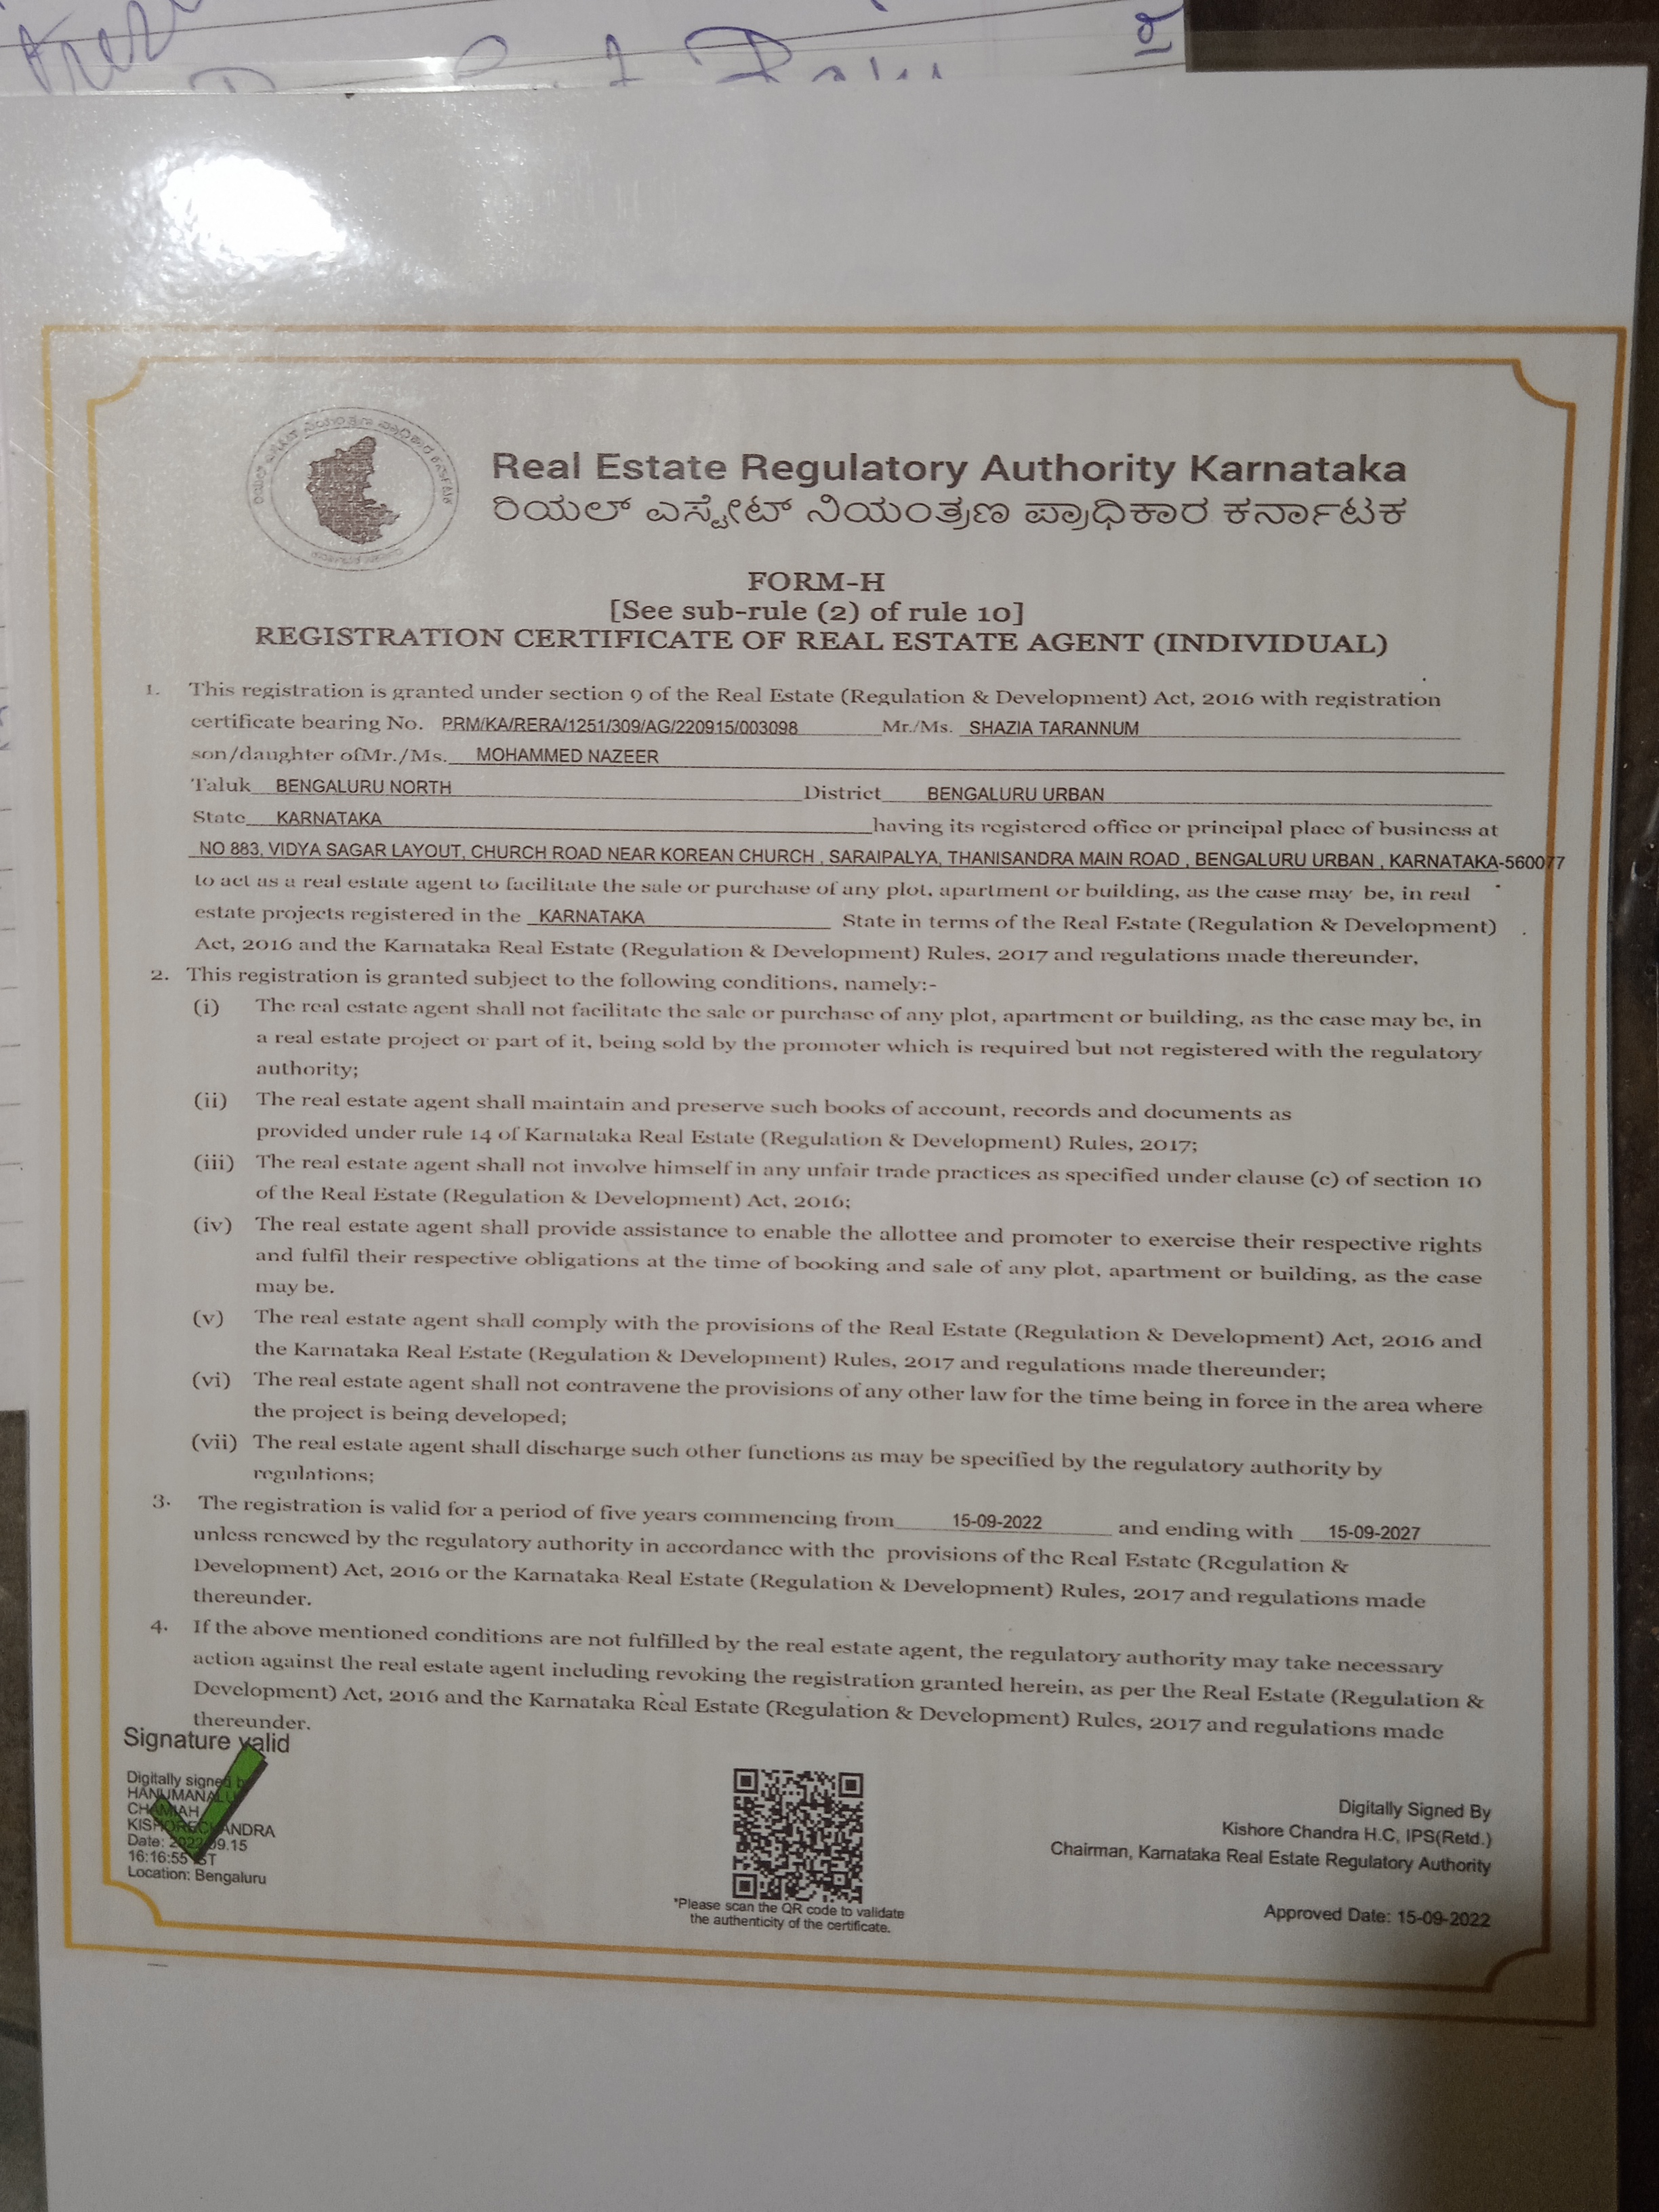 Real Estate Regulatory Authority Karnataka
ರಿಯಲ್ ಎಸ್ಟೇಟ್ ನಿಯಂತ್ರಣ ಪ್ರಾಧಿಕಾರ ಕರ್ನಾಟಕ
FORM-H
[See sub-rule (2) of rule 10]
REGISTRATION CERTIFICATE OF REAL ESTATE AGENT (INDIVIDUAL)
1. This registration is granted under section 9 of the Real Estate (Regulation & Development) Act, 2016 with registration
certificate bearing No. PRM/KA/RERA/1251/309/AG/220915/003098 Mr./Ms. SHAZIA TARANNUM
son/daughter ofMr./Ms. MOHAMMED NAZEER
Taluk BENGALURU NORTH District BENGALURU URBAN
State KARNATAKA having its registered office or principal place of business at
NO 883, VIDYA SAGAR LAYOUT, CHURCH ROAD NEAR KOREAN CHURCH , SARAIPALYA, THANISANDRA MAIN ROAD , BENGALURU URBAN , KARNATAKA-560077
to act as a real estate agent to facilitate the sale or purchase of any plot, apartment or building, as the case may be, in real
estate projects registered in the KARNATAKA State in terms of the Real Estate (Regulation & Development)
Act, 2016 and the Karnataka Real Estate (Regulation & Development) Rules, 2017 and regulations made thereunder,
2. This registration is granted subject to the following conditions, namely:-
(i) The real estate agent shall not facilitate the sale or purchase of any plot, apartment or building, as the case may be, in
a real estate project or part of it, being sold by the promoter which is required but not registered with the regulatory
authority;
(ii) The real estate agent shall maintain and preserve such books of account, records and documents as
provided under rule 14 of Karnataka Real Estate (Regulation & Development) Rules, 2017;
(iii) The real estate agent shall not involve himself in any unfair trade practices as specified under clause (c) of section 10
of the Real Estate (Regulation & Development) Act, 2016;
(iv) The real estate agent shall provide assistance to enable the allottee and promoter to exercise their respective rights
and fulfil their respective obligations at the time of booking and sale of any plot, apartment or building, as the case
may be.
(v) The real estate agent shall comply with the provisions of the Real Estate (Regulation & Development) Act, 2016 and
the Karnataka Real Estate (Regulation & Development) Rules, 2017 and regulations made thereunder;
(vi) The real estate agent shall not contravene the provisions of any other law for the time being in force in the area where
the project is being developed;
(vii) The real estate agent shall discharge such other functions as may be specified by the regulatory authority by
regulations;
3. The registration is valid for a period of five years commencing from 15-09-2022 and ending with 15-09-2027
unless renewed by the regulatory authority in accordance with the provisions of the Real Estate (Regulation &
Development) Act, 2016 or the Karnataka Real Estate (Regulation & Development) Rules, 2017 and regulations made
thereunder.
4. If the above mentioned conditions are not fulfilled by the real estate agent, the regulatory authority may take necessary
action against the real estate agent including revoking the registration granted herein, as per the Real Estate (Regulation &
Development) Act, 2016 and the Karnataka Real Estate (Regulation & Development) Rules, 2017 and regulations made
thereunder.
Signature valid
Digitally signed by
HANUMANALU
CHAMIAH
KISHORECHANDRA
Date: 2022.09.15
16:16:55 IST
Location: Bengaluru
*Please scan the QR code to validate
the authenticity of the certificate.
Digitally Signed By
Kishore Chandra H.C, IPS(Retd.)
Chairman, Karnataka Real Estate Regulatory Authority
Approved Date: 15-09-2022